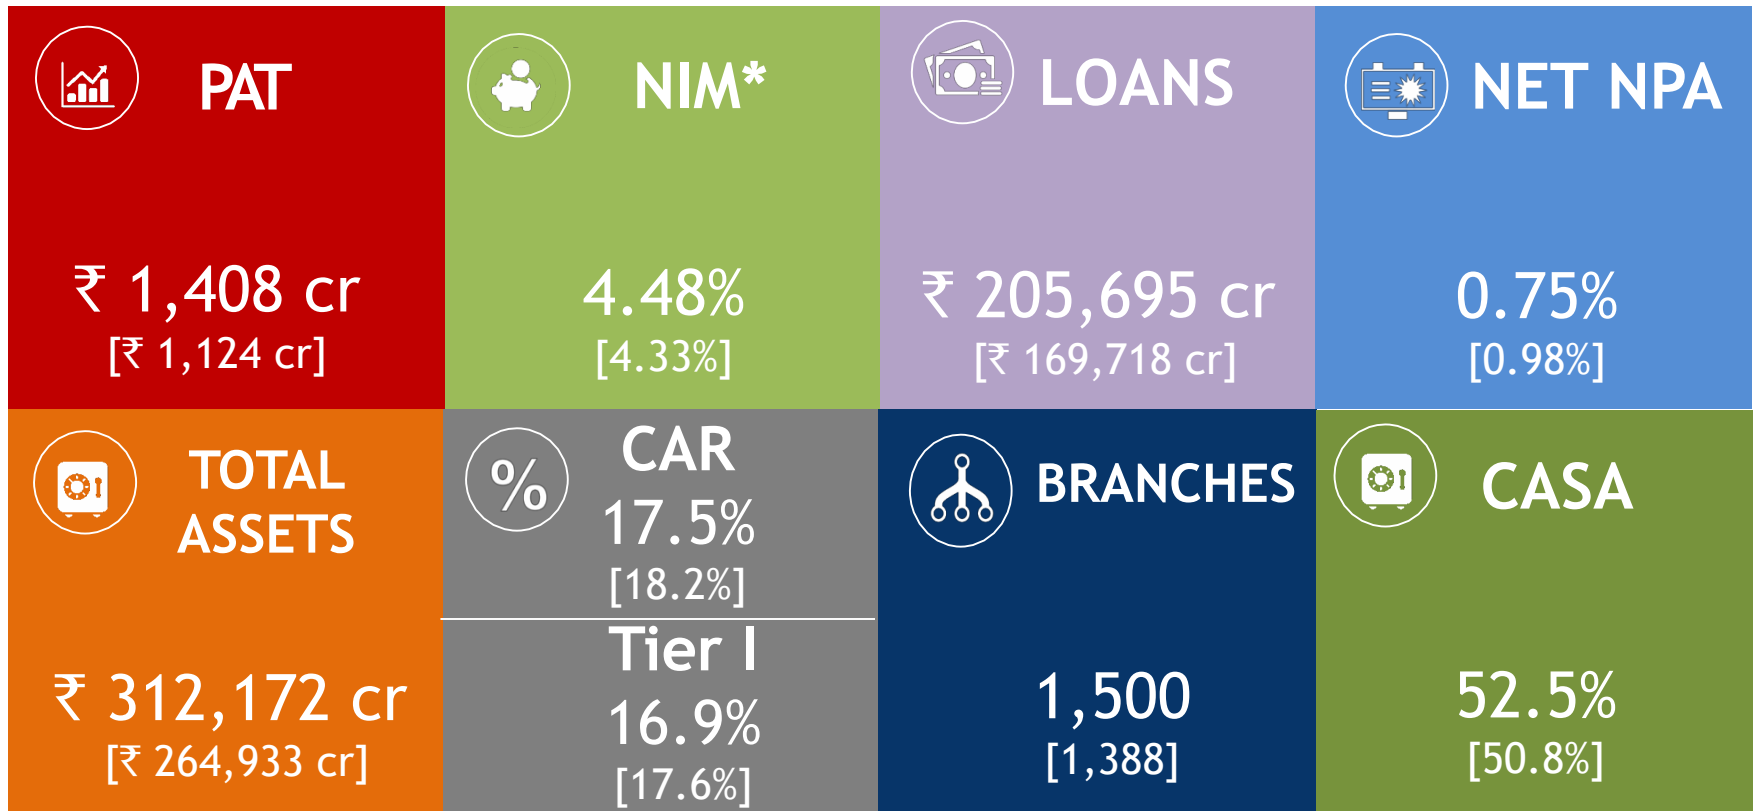 PAT
₹ 1,408 cr
[₹ 1,124 cr]
NIM*
4.48%
[4.33%]
LOANS
₹ 205,695 cr
[₹ 169,718 cr]
NET NPA
0.75%
[0.98%]
TOTAL
ASSETS
₹ 312,172 cr
[₹ 264,933 cr]
%
CAR
17.5%
[18.2%]
Tier I
16.9%
[17.6%]
BRANCHES
1,500
[1,388]
CASA
52.5%
[50.8%]